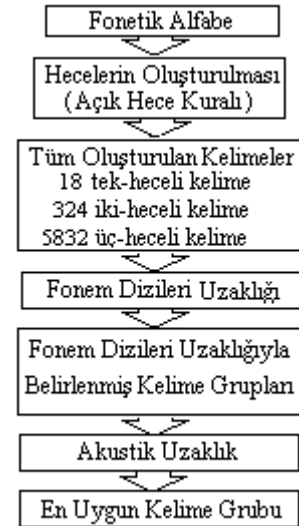 Fonetik Alfabe
Hecelerin Oluşturulması
(Açık Hece Kuralı)
Tüm Oluşturulan Kelimeler
18 tek-heceli kelime
324 iki-heceli kelime
5832 üç-heceli kelime
Fonem Dizileri Uzaklığı
Fonem Dizileri Uzaklığıyla
Belirlenmiş Kelime Grupları
Akustik Uzaklık
En Uygun Kelime Grubu